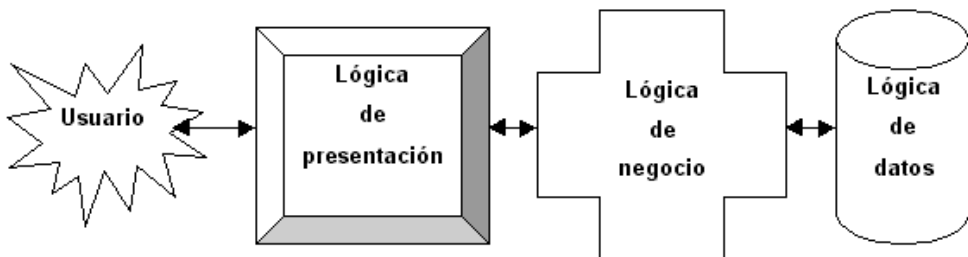 Usuario
Lógica
de
presentación
Lógica
de
negocio
Lógica
de
datos